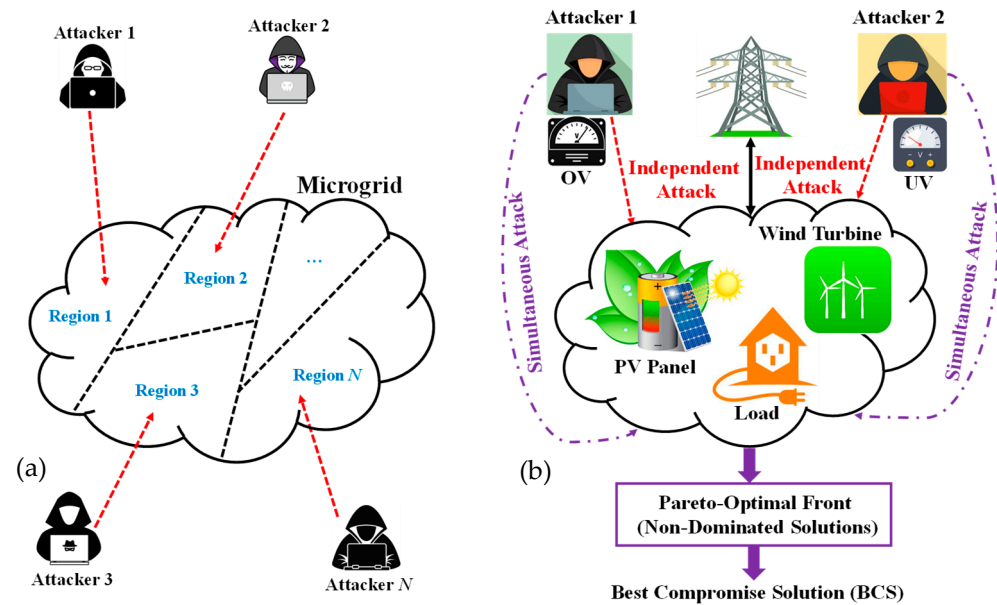 Attacker 1
Attacker 2
Microgrid
Region 1
Region 2
...
Region 3
Region N
(a)
Attacker 3
Attacker N
Attacker 1
Attacker 2
V
OV
Independent
Attack
Independent
Attack
- V +
UV
Simultaneous Attack
Simultaneous Attack
Wind Turbine
+
PV Panel
Load
(b)
Pareto-Optimal Front
(Non-Dominated Solutions)
Best Compromise Solution (BCS)